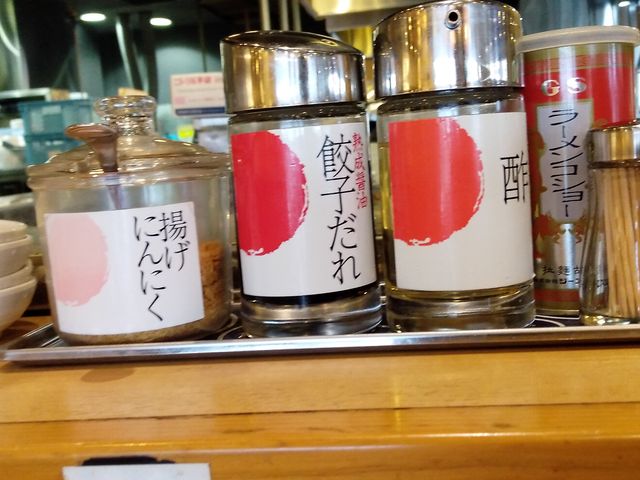 揚げ
にんにく
熟成醤油
餃子だれ
酢
GS
ラーメンコショー